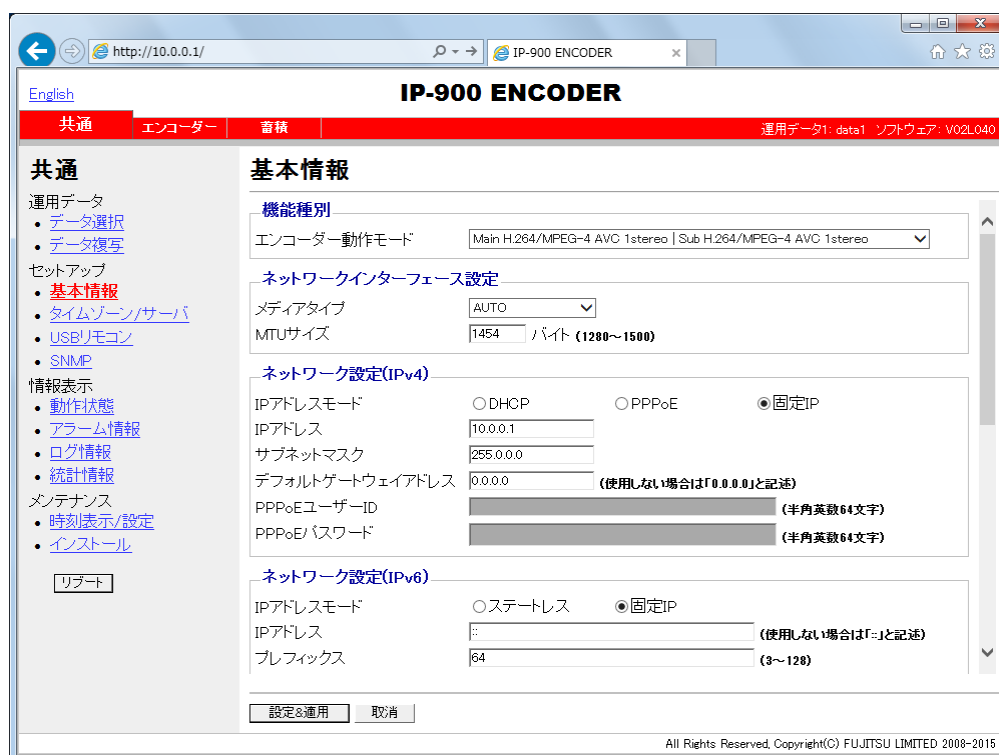 http://10.0.0.1/
IP-900 ENCODER
English
IP-900 ENCODER
共通 エンコーダー 蓄積
運用データ1: data1 ソフトウェア: V02L040
共通
運用データ
データ選択
データ複写
セットアップ
基本情報
タイムゾーン/サーバ
USBリモコン
SNMP
情報表示
動作状態
アラーム情報
ログ情報
統計情報
メンテナンス
時刻表示/設定
インストール
リブート
基本情報
機能種別
エンコーダー動作モード Main H.264/MPEG-4 AVC 1stereo | Sub H.264/MPEG-4 AVC 1stereo
ネットワークインターフェース設定
メディアタイプ AUTO
MTUサイズ 1454 バイト (1280～1500)
ネットワーク設定(IPv4)
IPアドレスモード DHCP PPPoE 固定IP
IPアドレス 10.0.0.1
サブネットマスク 255.0.0.0
デフォルトゲートウェイアドレス 0.0.0.0 (使用しない場合は「0.0.0.0」と記述)
PPPoEユーザーID (半角英数64文字)
PPPoEパスワード (半角英数64文字)
ネットワーク設定(IPv6)
IPアドレスモード ステートレス 固定IP
IPアドレス :: (使用しない場合は「::」と記述)
プレフィックス 64 (3～128)
設定&適用 取消
All Rights Reserved, Copyright(C) FUJITSU LIMITED 2008-2015